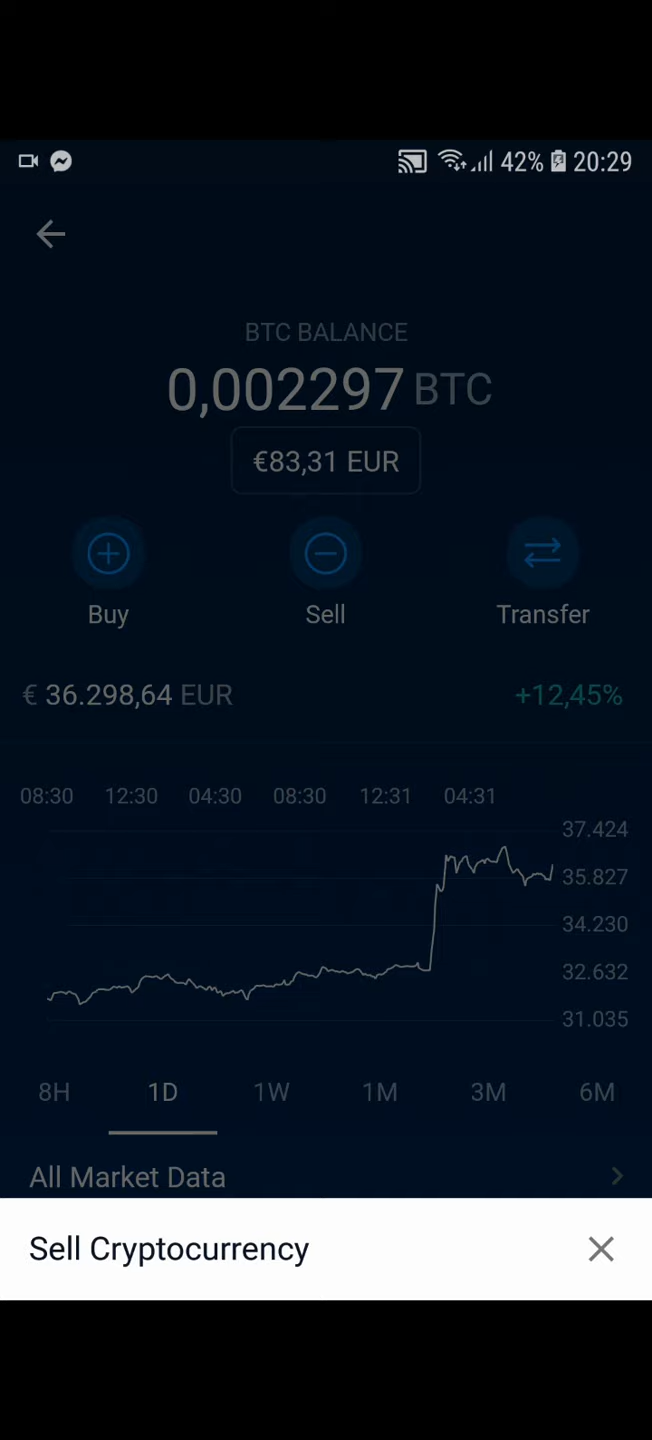 42% 20:29
BTC BALANCE
0,002297 BTC
€83,31 EUR
Buy Sell Transfer
€ 36.298,64 EUR +12,45%
08:30 12:30 04:30 08:30 12:31 04:31
37.424
35.827
34.230
32.632
31.035
8H 1D 1W 1M 3M 6M
All Market Data
Sell Cryptocurrency